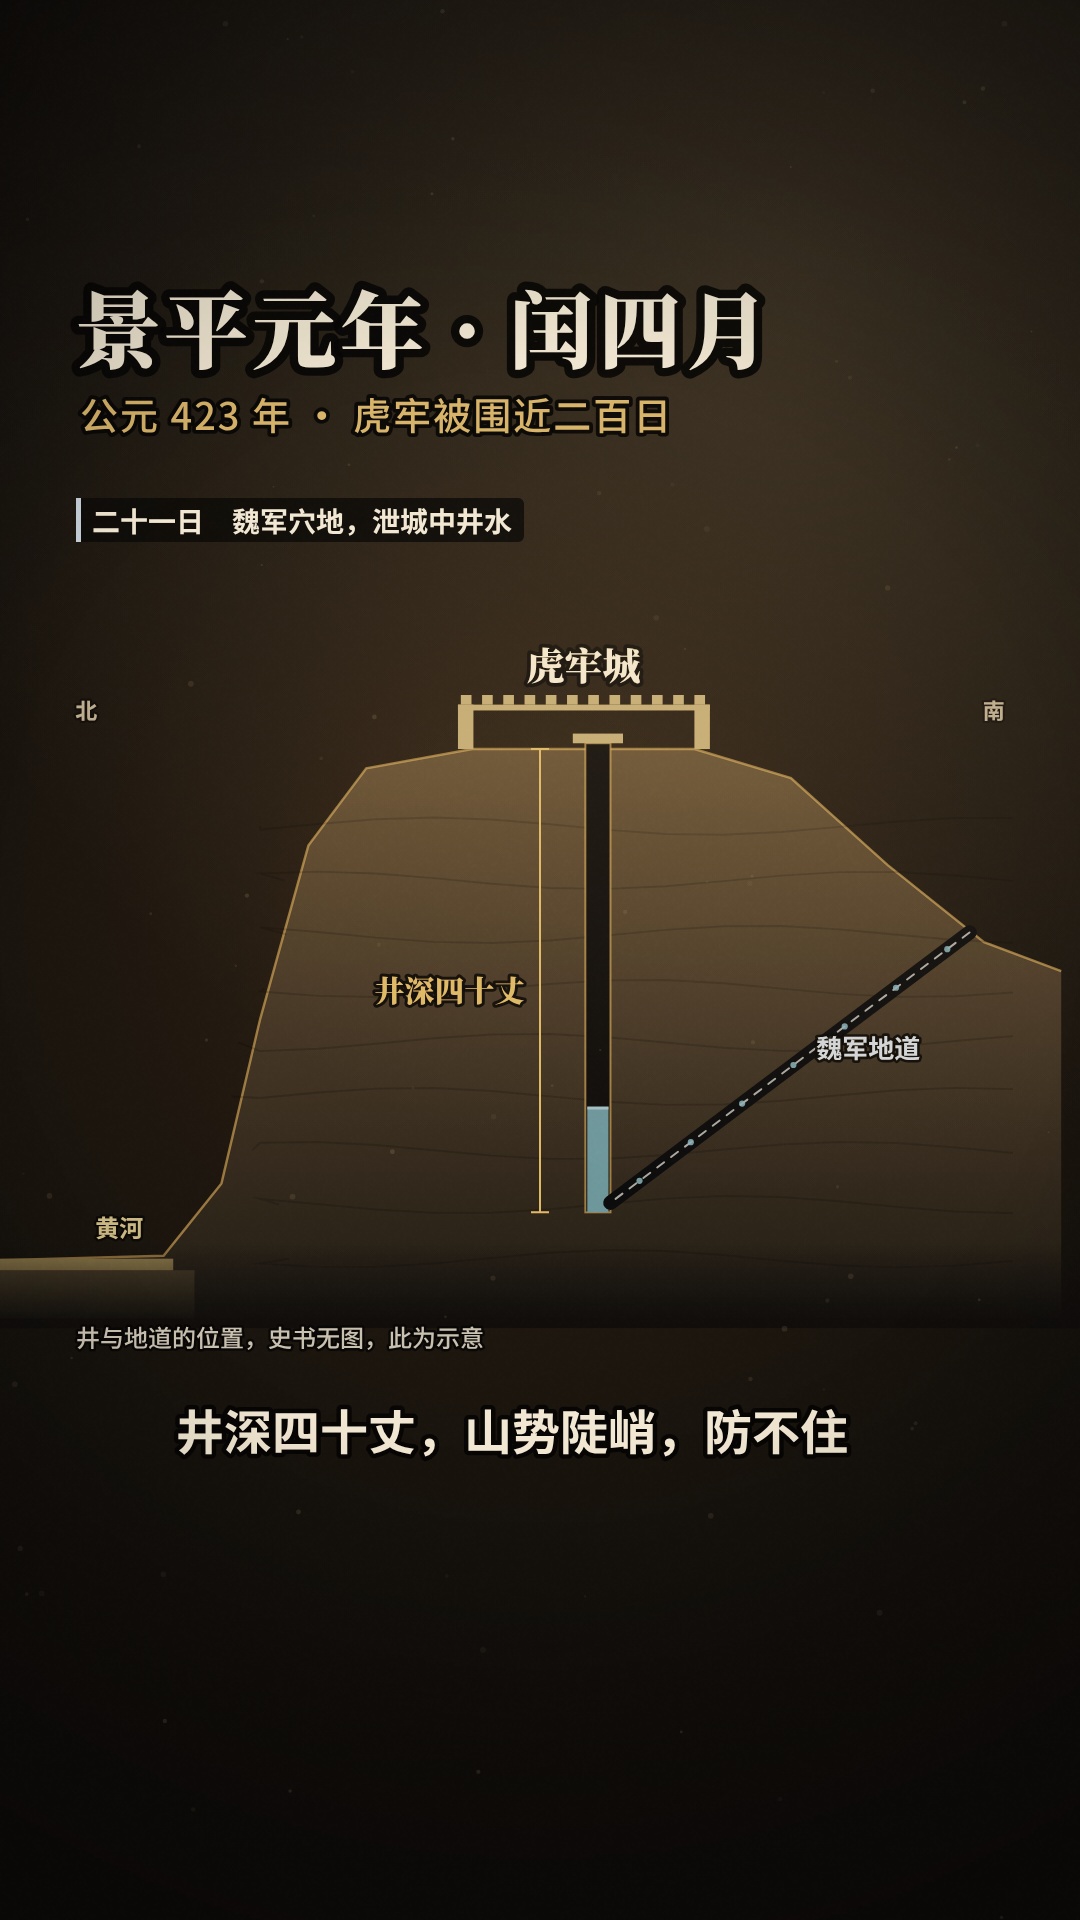 景平元年·闰四月
公元 423 年 · 虎牢被围近二百日
二十一日　魏军穴地，泄城中井水
虎牢城
北
南
井深四十丈
魏军地道
黄河
井与地道的位置，史书无图，此为示意
井深四十丈，山势陡峭，防不住